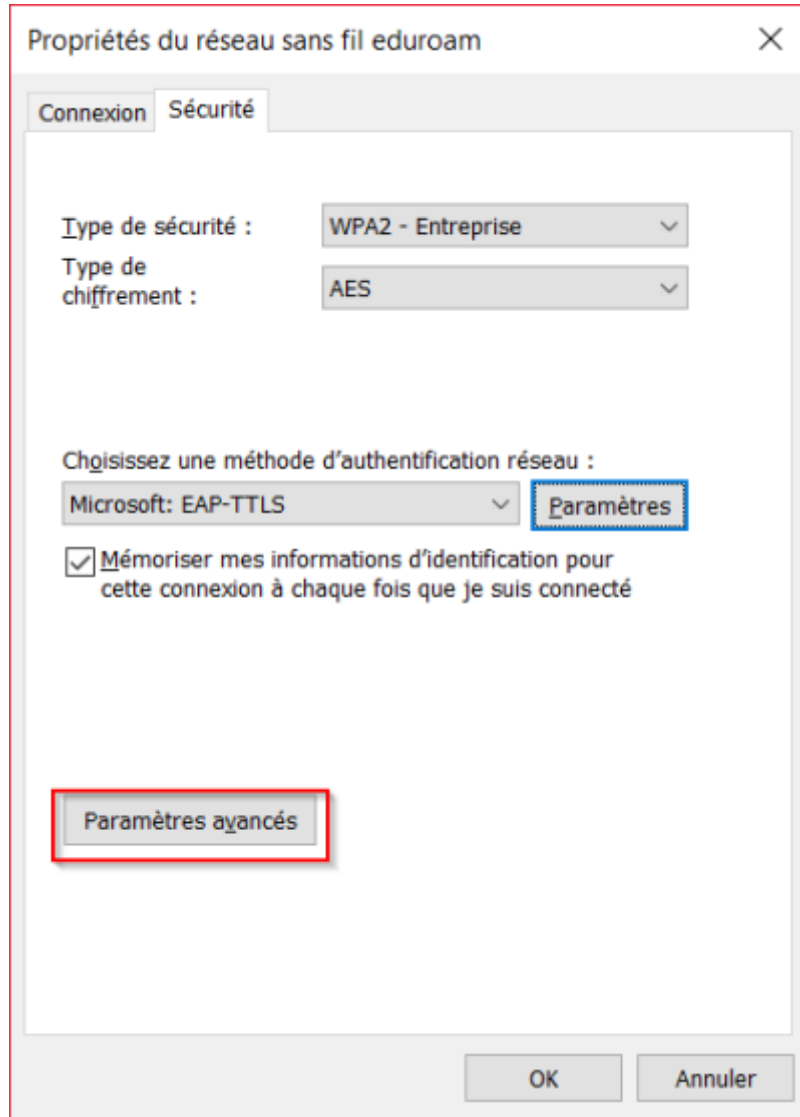 Propriétés du réseau sans fil eduroam
Connexion
Sécurité
Type de sécurité :
WPA2 - Entreprise
Type de
chiffrement :
AES
Choisissez une méthode d'authentification réseau :
Microsoft: EAP-TTLS
Paramètres
Mémoriser mes informations d'identification pour
cette connexion à chaque fois que je suis connecté
Paramètres avancés
OK
Annuler